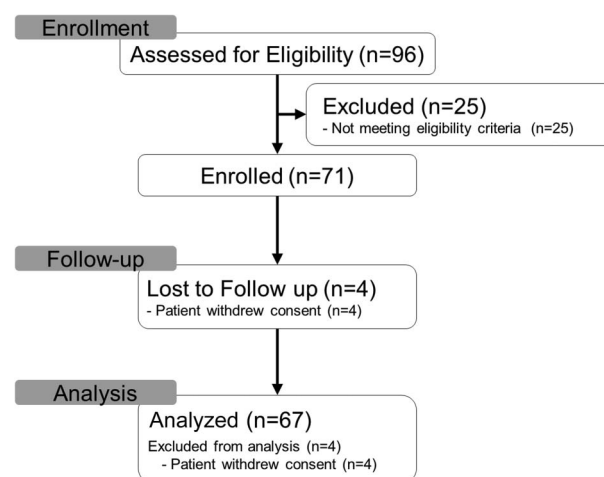 Enrollment
Assessed for Eligibility (n=96)
Excluded (n=25)
- Not meeting eligibility criteria (n=25)
Enrolled (n=71)
Follow-up
Lost to Follow up (n=4)
- Patient withdrew consent (n=4)
Analysis
Analyzed (n=67)
Excluded from analysis (n=4)
- Patient withdrew consent (n=4)